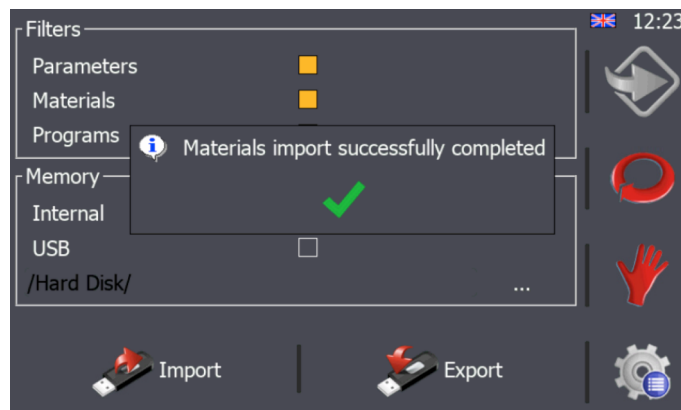 Filters
12:23
Parameters
Materials
Programs
Materials import successfully completed
Memory
Internal
USB
/Hard Disk/
...
Import
Export